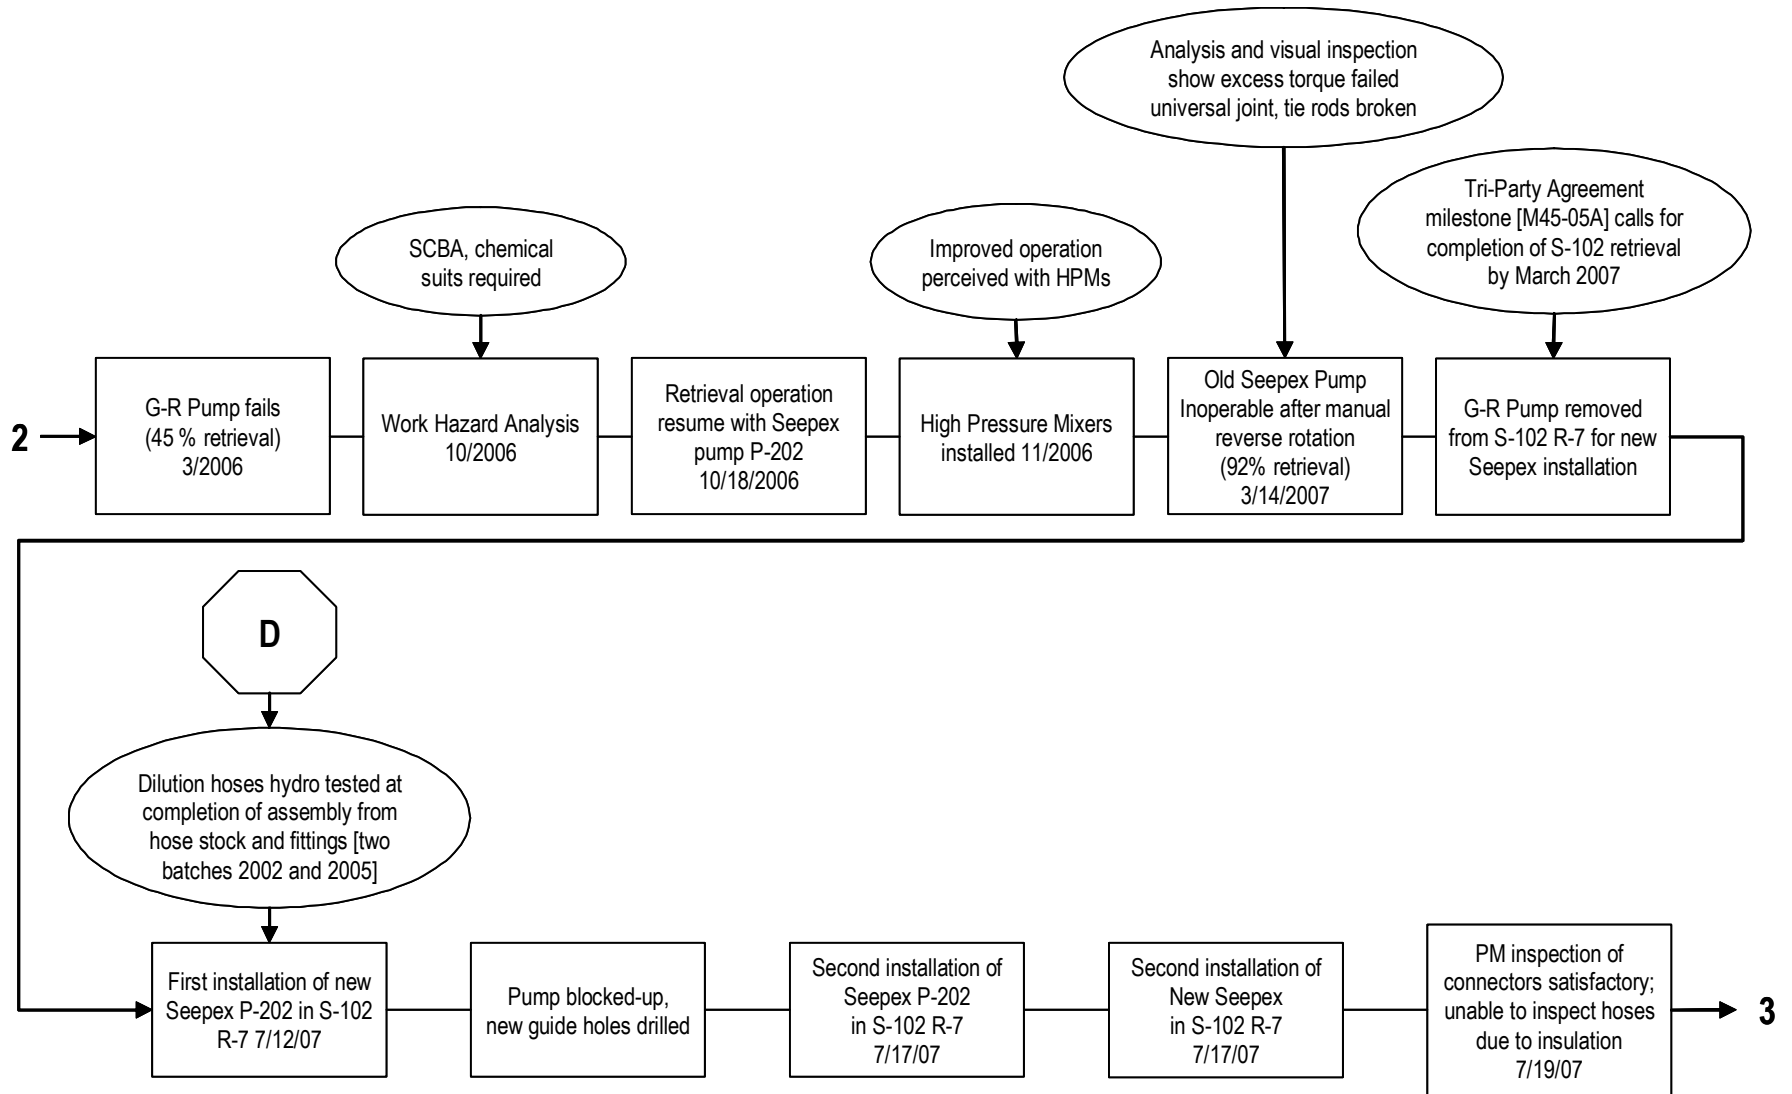 Analysis and visual inspection
show excess torque failed
universal joint, tie rods broken
Tri-Party Agreement
milestone [M45-05A] calls for
completion of S-102 retrieval
by March 2007
SCBA, chemical
suits required
Improved operation
perceived with HPMs
2
G-R Pump fails
(45 % retrieval)
3/2006
Work Hazard Analysis
10/2006
Retrieval operation
resume with Seepex
pump P-202
10/18/2006
High Pressure Mixers
installed 11/2006
Old Seepex Pump
Inoperable after manual
reverse rotation
(92% retrieval)
3/14/2007
G-R Pump removed
from S-102 R-7 for new
Seepex installation
D
Dilution hoses hydro tested at
completion of assembly from
hose stock and fittings [two
batches 2002 and 2005]
First installation of new
Seepex P-202 in S-102
R-7 7/12/07
Pump blocked-up,
new guide holes drilled
Second installation of
Seepex P-202
in S-102 R-7
7/17/07
Second installation of
New Seepex
in S-102 R-7
7/17/07
PM inspection of
connectors satisfactory;
unable to inspect hoses
due to insulation
7/19/07
3